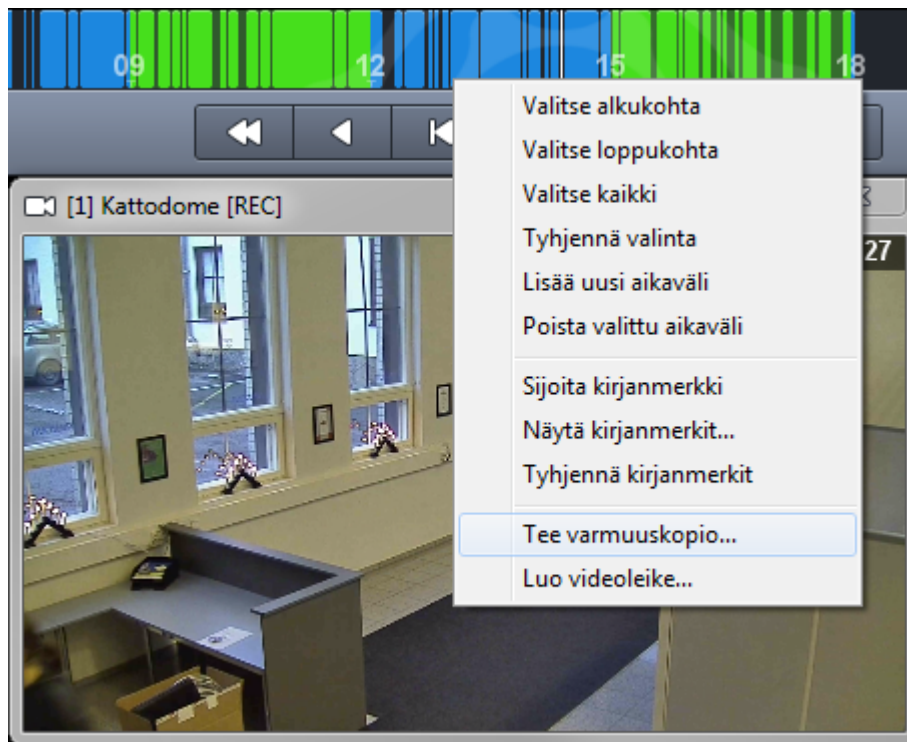 09 12 15 18
Valitse alkukohta
Valitse loppukohta
Valitse kaikki
Tyhjennä valinta
Lisää uusi aikaväli
Poista valittu aikaväli
Sijoita kirjanmerkki
Näytä kirjanmerkit...
Tyhjennä kirjanmerkit
Tee varmuuskopio...
Luo videoleike...
[1] Kattodome [REC]
27